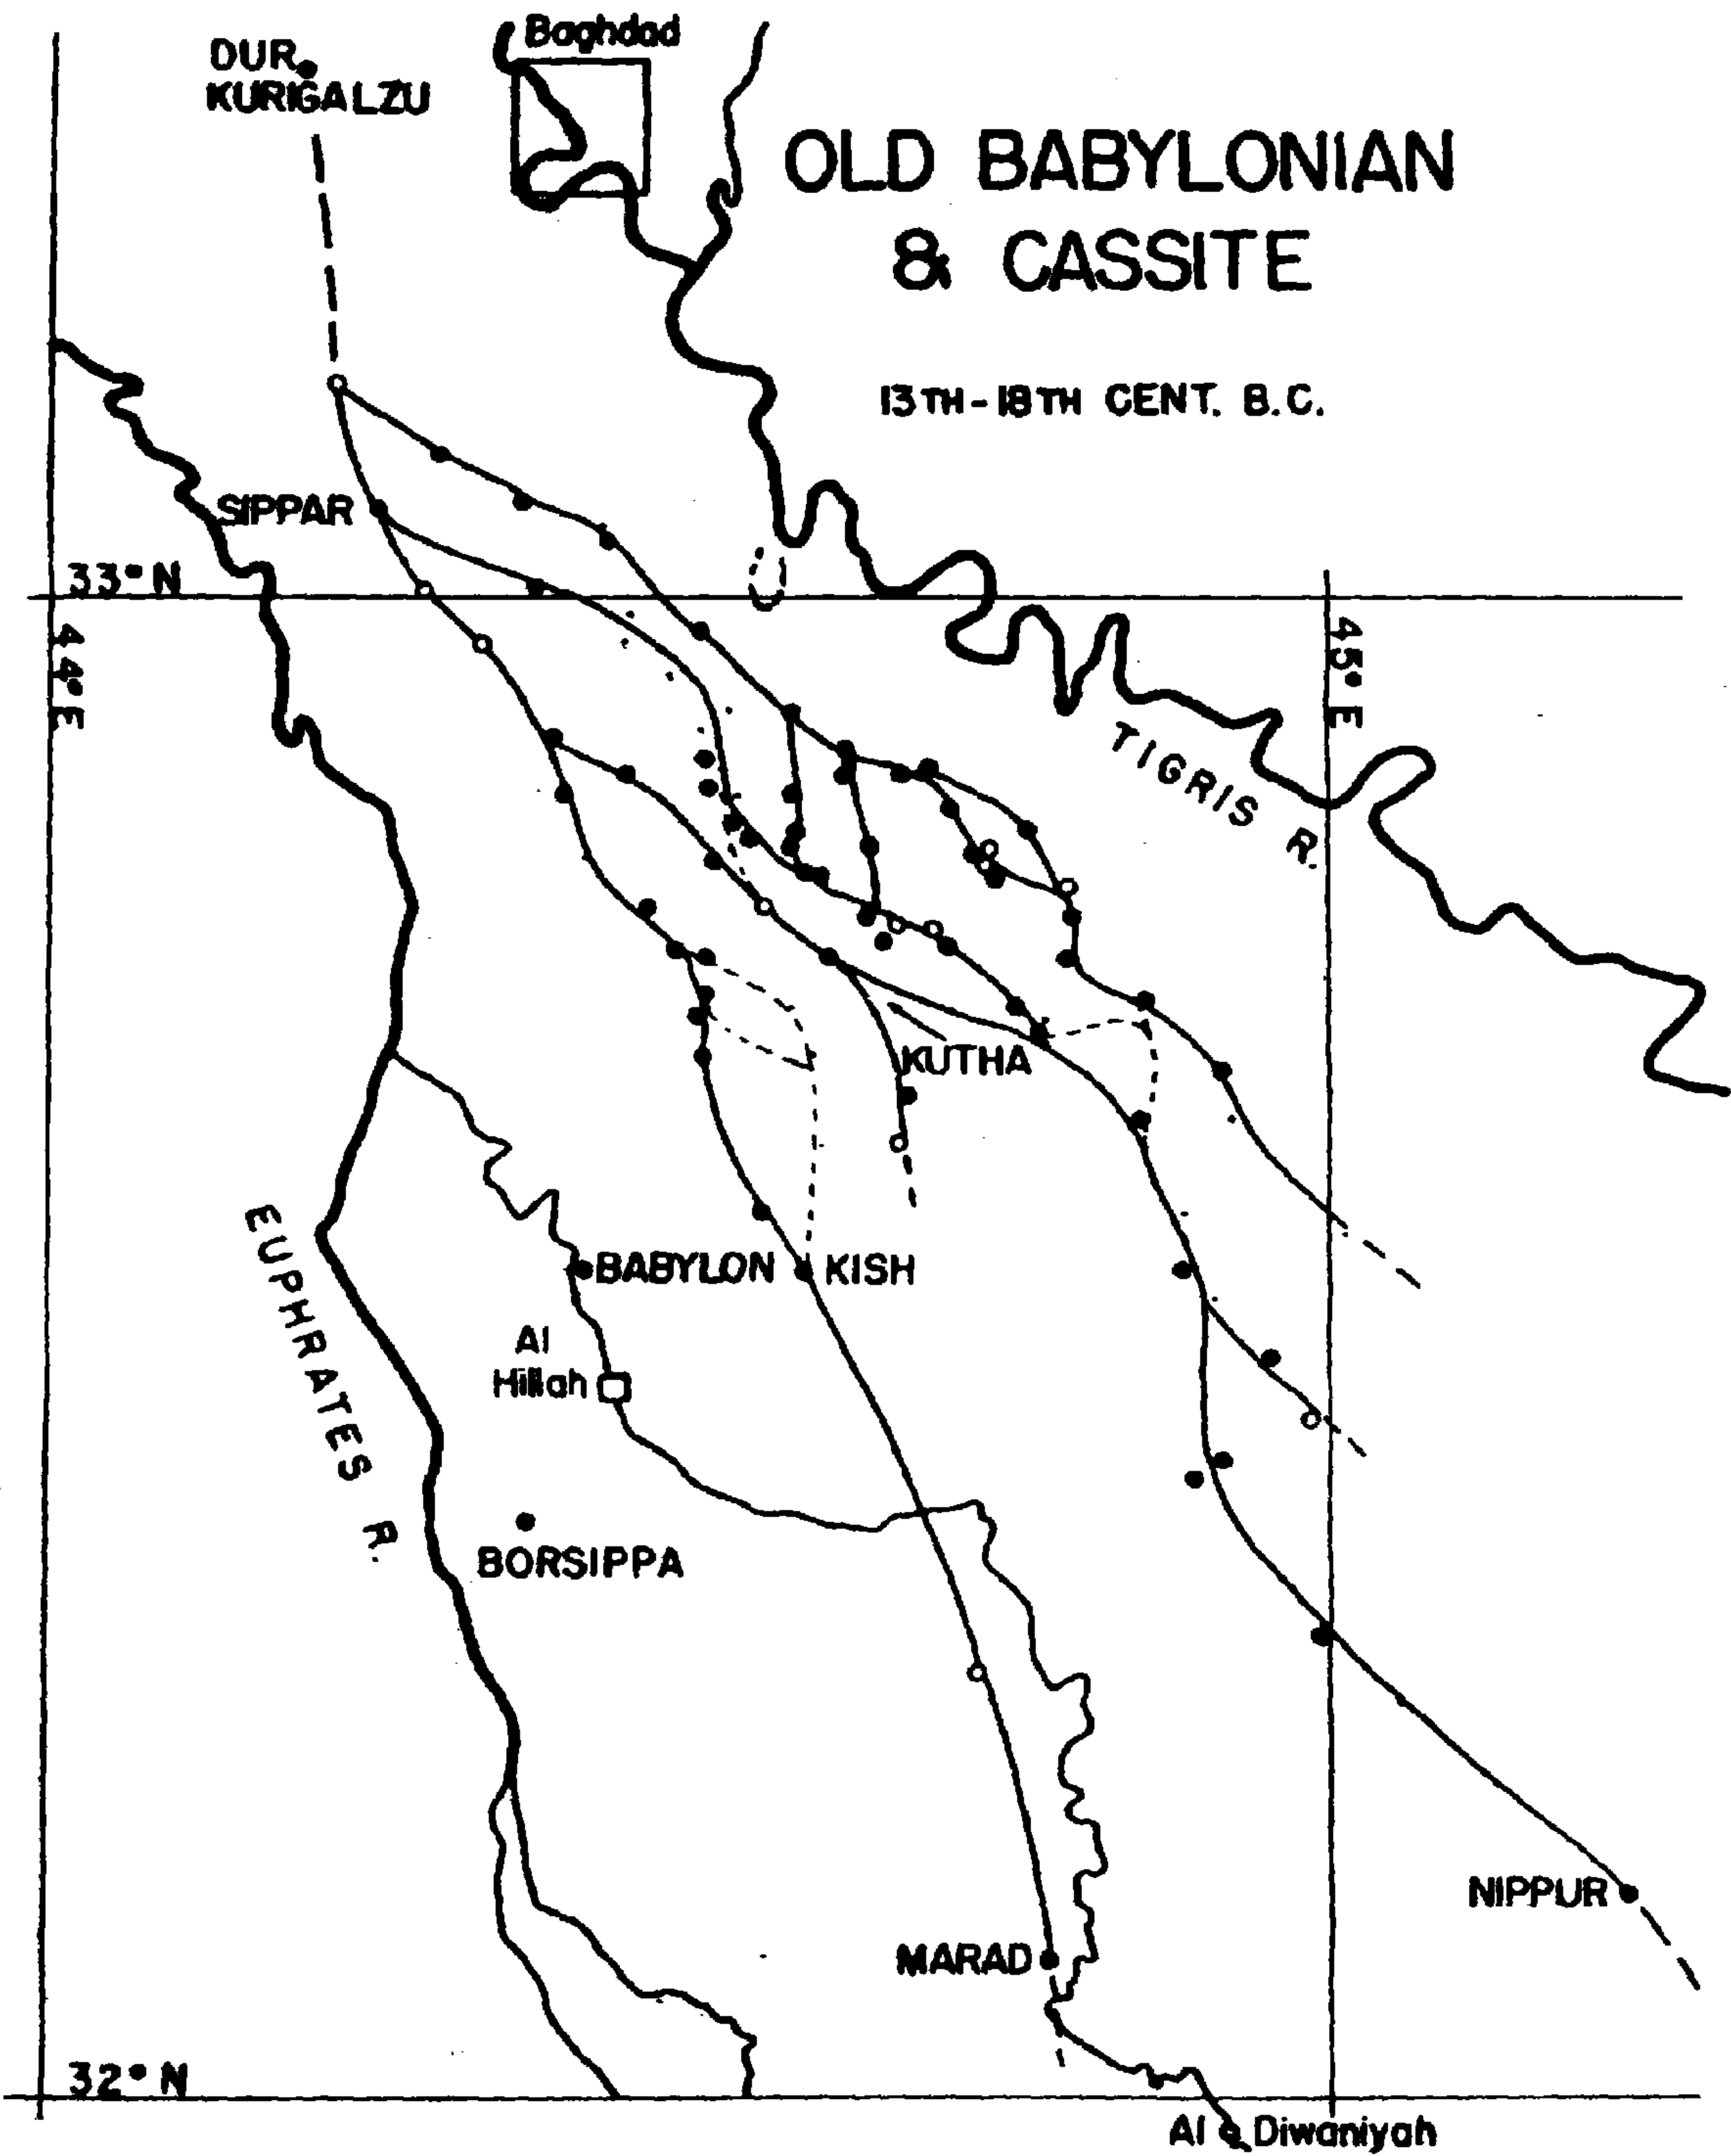 Baghdad
DUR
KURIGALZU
OLD BABYLONIAN
& CASSITE
13TH-18TH CENT. B.C.
SIPPAR
33° N
44° E
45° E
TIGRIS R.
KUTHA
EUPHRATES R.
BABYLON
KISH
Al
Hillah
BORSIPPA
NIPPUR
MARAD
32° N
Al Diwaniyah